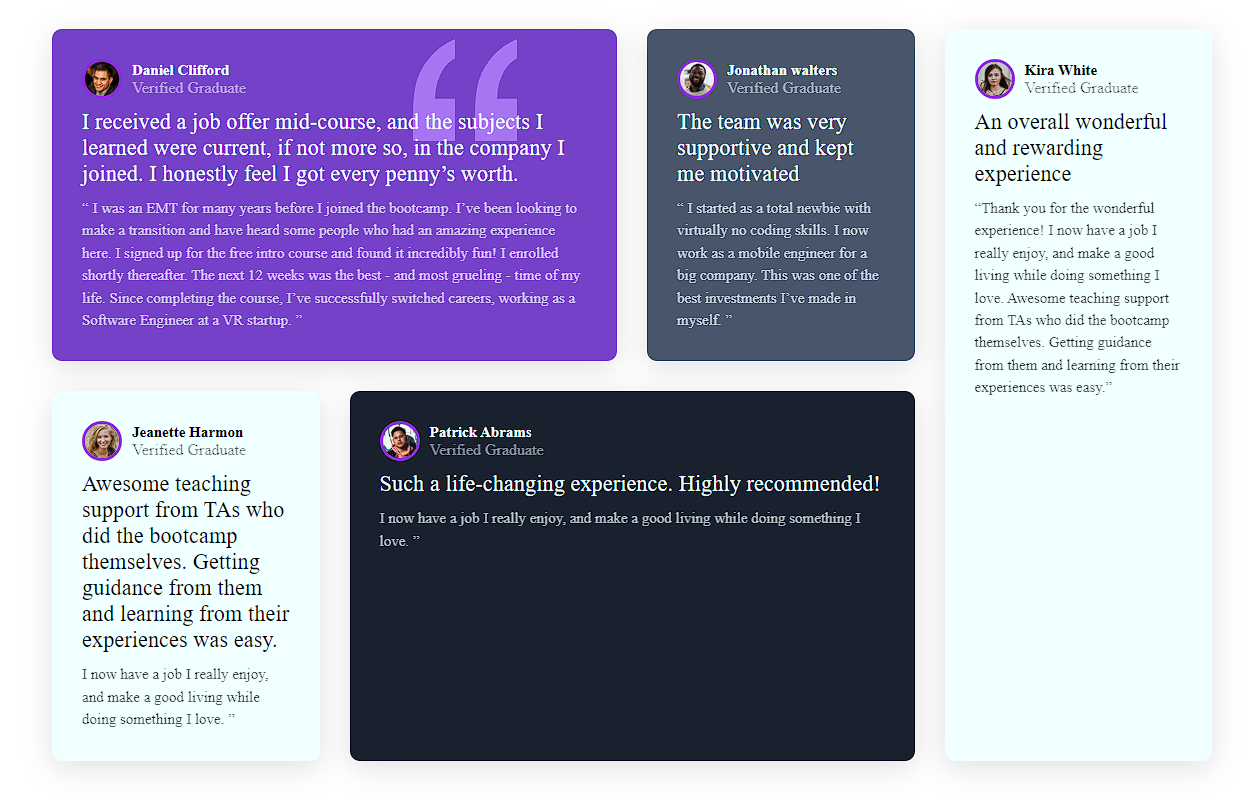 Daniel Clifford
Verified Graduate
I received a job offer mid-course, and the subjects I
learned were current, if not more so, in the company I
joined. I honestly feel I got every penny’s worth.
“ I was an EMT for many years before I joined the bootcamp. I’ve been looking to
make a transition and have heard some people who had an amazing experience
here. I signed up for the free intro course and found it incredibly fun! I enrolled
shortly thereafter. The next 12 weeks was the best - and most grueling - time of my
life. Since completing the course, I’ve successfully switched careers, working as a
Software Engineer at a VR startup. ”
Jonathan walters
Verified Graduate
The team was very
supportive and kept
me motivated
“ I started as a total newbie with
virtually no coding skills. I now
work as a mobile engineer for a
big company. This was one of the
best investments I’ve made in
myself. ”
Kira White
Verified Graduate
An overall wonderful
and rewarding
experience
“Thank you for the wonderful
experience! I now have a job I
really enjoy, and make a good
living while doing something I
love. Awesome teaching support
from TAs who did the bootcamp
themselves. Getting guidance
from them and learning from their
experiences was easy.”
Jeanette Harmon
Verified Graduate
Awesome teaching
support from TAs who
did the bootcamp
themselves. Getting
guidance from them
and learning from their
experiences was easy.
I now have a job I really enjoy,
and make a good living while
doing something I love. ”
Patrick Abrams
Verified Graduate
Such a life-changing experience. Highly recommended!
I now have a job I really enjoy, and make a good living while doing something I
love. ”